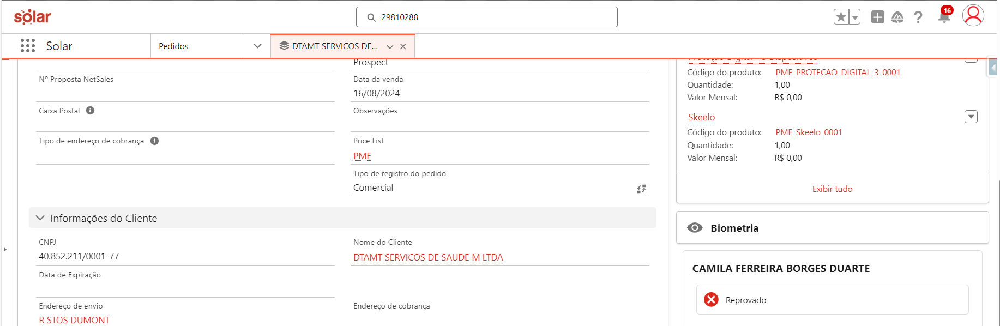 solar
29810288
16
Solar
Pedidos
DTAMT SERVICOS DE...
Prospect
Nº Proposta NetSales
Data da venda
16/08/2024
Caixa Postal
Observações
Tipo de endereço de cobrança
Price List
PME
Tipo de registro do pedido
Comercial
Informações do Cliente
CNPJ
40.852.211/0001-77
Nome do Cliente
DTAMT SERVICOS DE SAUDE M LTDA
Data de Expiração
Endereço de envio
R STOS DUMONT
Endereço de cobrança
Código do produto: PME_PROTECAO_DIGITAL_3_0001
Quantidade: 1,00
Valor Mensal: R$ 0,00
Skeelo
Código do produto: PME_Skeelo_0001
Quantidade: 1,00
Valor Mensal: R$ 0,00
Exibir tudo
Biometria
CAMILA FERREIRA BORGES DUARTE
Reprovado